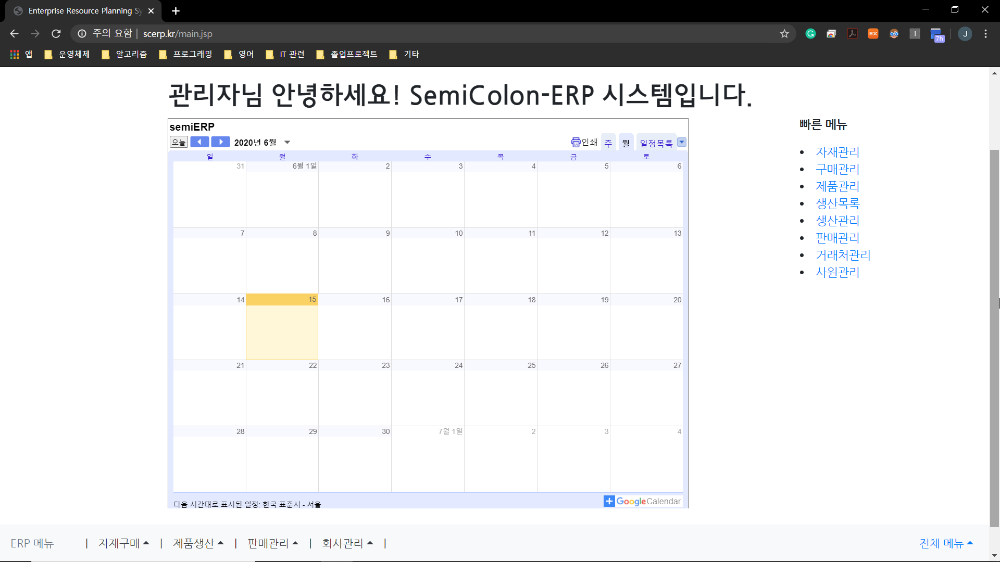 Enterprise Resource Planning Sy
주의 요함 | scerp.kr/main.jsp
EX
I
7h
J
앱 운영체제 알고리즘 프로그래밍 영어 IT 관련 졸업프로젝트 기타
관리자님 안녕하세요! SemiColon-ERP 시스템입니다.
semiERP
오늘 2020년 6월 인쇄 주 월 일정목록
일 월 화 수 목 금 토
31 6월 1일 2 3 4 5 6
7 8 9 10 11 12 13
14 15 16 17 18 19 20
21 22 23 24 25 26 27
28 29 30 7월 1일 2 3 4
다음 시간대로 표시된 일정: 한국 표준시 - 서울
Google Calendar
빠른 메뉴
자재관리
구매관리
제품관리
생산목록
생산관리
판매관리
거래처관리
사원관리
ERP 메뉴 | 자재구매 | 제품생산 | 판매관리 | 회사관리 | 전체 메뉴